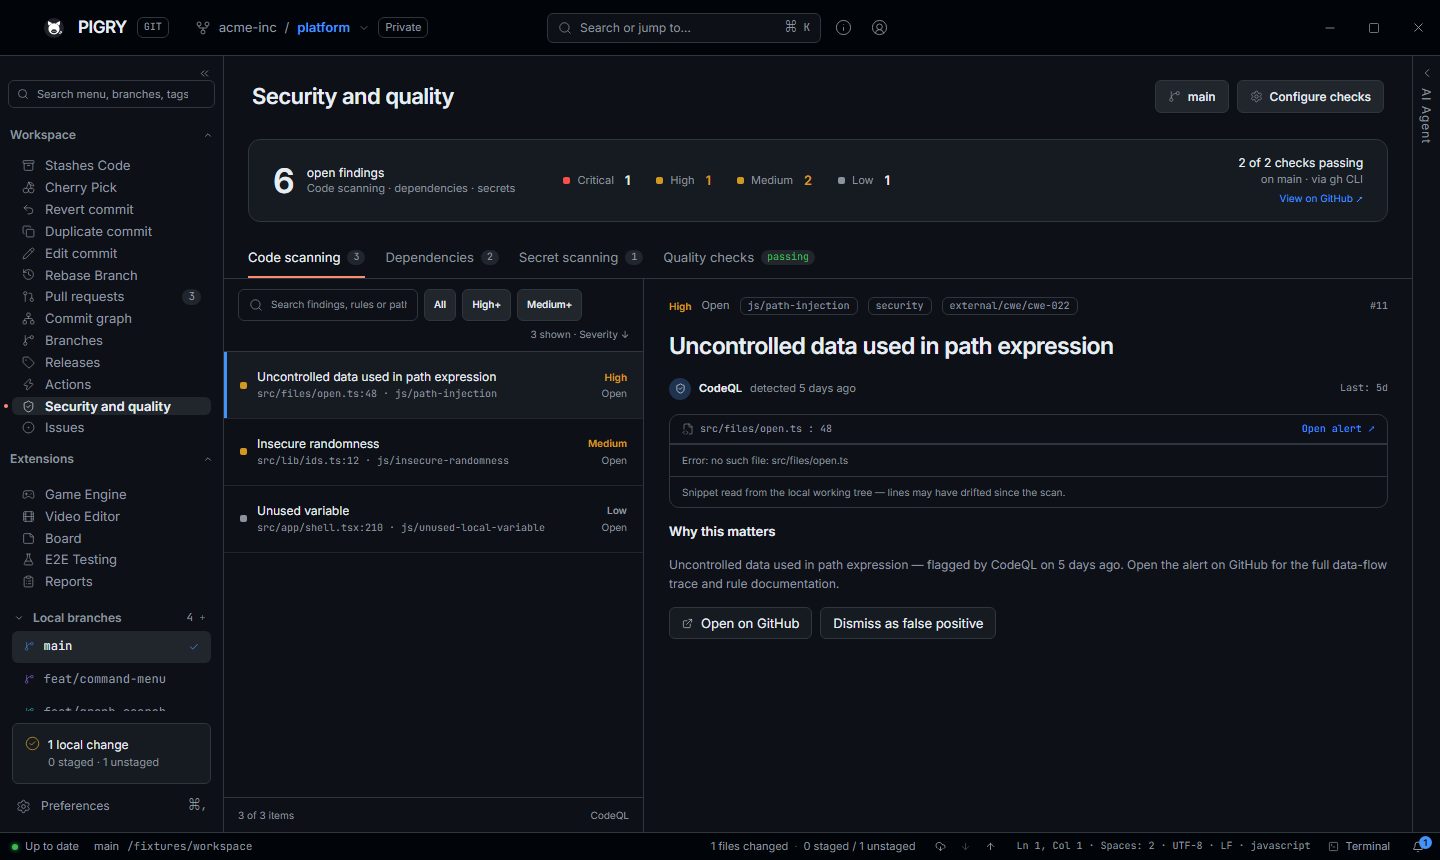 PIGRY GIT acme-inc / platform Private Search or jump to... ⌘ K
Search menu, branches, tags
Workspace
Stashes Code
Cherry Pick
Revert commit
Duplicate commit
Edit commit
Rebase Branch
Pull requests 3
Commit graph
Branches
Releases
Actions
Security and quality
Issues
Extensions
Game Engine
Video Editor
Board
E2E Testing
Reports
Local branches 4 +
main
feat/command-menu
1 local change
0 staged · 1 unstaged
Preferences ⌘,
Security and quality
main Configure checks
6 open findings
Code scanning · dependencies · secrets
Critical 1 High 1 Medium 2 Low 1
2 of 2 checks passing
on main · via gh CLI
View on GitHub ↗
Code scanning 3 Dependencies 2 Secret scanning 1 Quality checks passing
Search findings, rules or path All High+ Medium+
3 shown · Severity ↓
Uncontrolled data used in path expression High
src/files/open.ts:48 · js/path-injection Open
Insecure randomness Medium
src/lib/ids.ts:12 · js/insecure-randomness Open
Unused variable Low
src/app/shell.tsx:210 · js/unused-local-variable Open
3 of 3 items CodeQL
High Open js/path-injection security external/cwe/cwe-022 #11
Uncontrolled data used in path expression
CodeQL detected 5 days ago Last: 5d
src/files/open.ts : 48 Open alert ↗
Error: no such file: src/files/open.ts
Snippet read from the local working tree — lines may have drifted since the scan.
Why this matters
Uncontrolled data used in path expression — flagged by CodeQL on 5 days ago. Open the alert on GitHub for the full data-flow
trace and rule documentation.
Open on GitHub Dismiss as false positive
AI Agent
Up to date main /fixtures/workspace 1 files changed · 0 staged / 1 unstaged Ln 1, Col 1 · Spaces: 2 · UTF-8 · LF · javascript Terminal 1